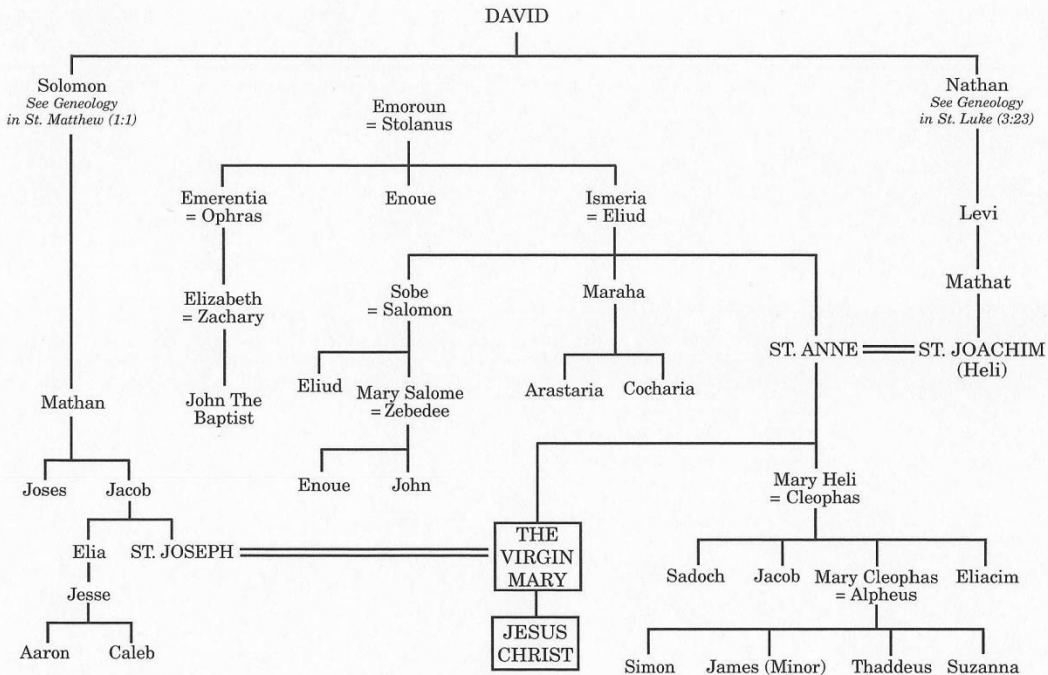 DAVID
Solomon
See Geneology
in St. Matthew (1:1)
Nathan
See Geneology
in St. Luke (3:23)
Emoroun
= Stolanus
Emerentia
= Ophras
Enoue
Ismeria
= Eliud
Levi
Mathat
Elizabeth
= Zachary
Sobe
= Salomon
Maraha
ST. ANNE
ST. JOACHIM
(Heli)
Eliud
Mary Salome
= Zebedee
Arastaria
Cocharia
Mathan
John The
Baptist
Joses
Jacob
Enoue
John
Mary Heli
= Cleophas
Elia
ST. JOSEPH
THE
VIRGIN
MARY
Sadoch
Jacob
Mary Cleophas
= Alpheus
Eliacim
Jesse
Aaron
Caleb
JESUS
CHRIST
Simon
James (Minor)
Thaddeus
Suzanna